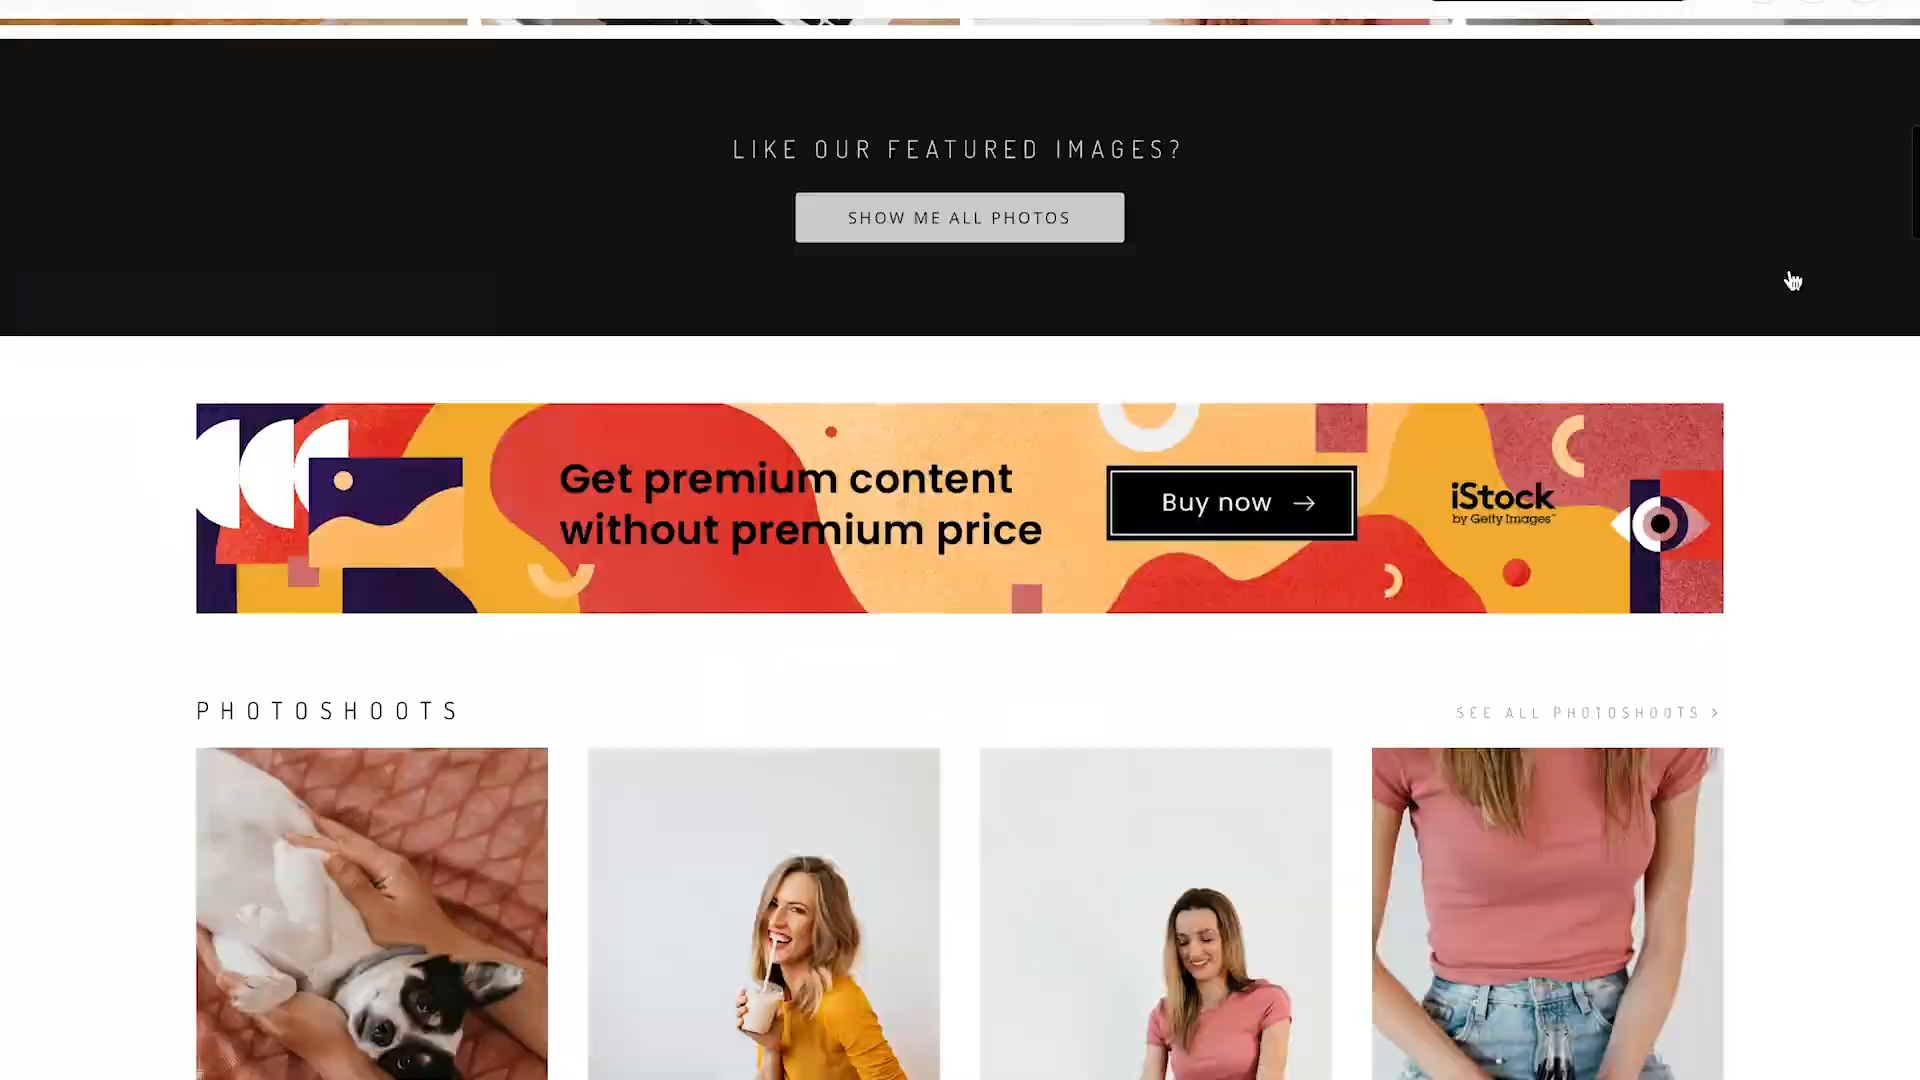 LIKE OUR FEATURED IMAGES?
SHOW ME ALL PHOTOS
Get premium content
without premium price
Buy now →
iStock
by Getty Images™
PHOTOSHOOTS
SEE ALL PHOTOSHOOTS >